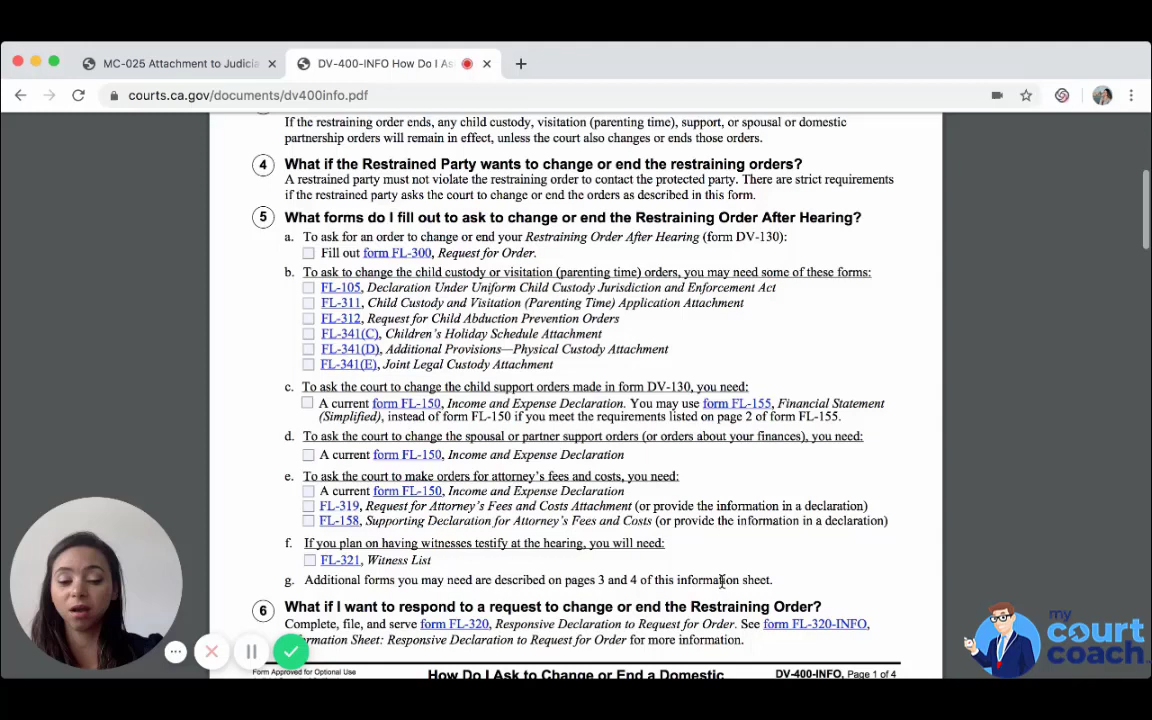 MC-025 Attachment to Judicia
DV-400-INFO How Do I As
courts.ca.gov/documents/dv400info.pdf
If the restraining order ends, any child custody, visitation (parenting time), support, or spousal or domestic
partnership orders will remain in effect, unless the court also changes or ends those orders.
4 What if the Restrained Party wants to change or end the restraining orders?
A restrained party must not violate the restraining order to contact the protected party. There are strict requirements
if the restrained party asks the court to change or end the orders as described in this form.
5 What forms do I fill out to ask to change or end the Restraining Order After Hearing?
a. To ask for an order to change or end your Restraining Order After Hearing (form DV-130):
Fill out form FL-300, Request for Order.
b. To ask to change the child custody or visitation (parenting time) orders, you may need some of these forms:
FL-105, Declaration Under Uniform Child Custody Jurisdiction and Enforcement Act
FL-311, Child Custody and Visitation (Parenting Time) Application Attachment
FL-312, Request for Child Abduction Prevention Orders
FL-341(C), Children's Holiday Schedule Attachment
FL-341(D), Additional Provisions—Physical Custody Attachment
FL-341(E), Joint Legal Custody Attachment
c. To ask the court to change the child support orders made in form DV-130, you need:
A current form FL-150, Income and Expense Declaration. You may use form FL-155, Financial Statement
(Simplified), instead of form FL-150 if you meet the requirements listed on page 2 of form FL-155.
d. To ask the court to change the spousal or partner support orders (or orders about your finances), you need:
A current form FL-150, Income and Expense Declaration
e. To ask the court to make orders for attorney's fees and costs, you need:
A current form FL-150, Income and Expense Declaration
FL-319, Request for Attorney's Fees and Costs Attachment (or provide the information in a declaration)
FL-158, Supporting Declaration for Attorney's Fees and Costs (or provide the information in a declaration)
f. If you plan on having witnesses testify at the hearing, you will need:
FL-321, Witness List
g. Additional forms you may need are described on pages 3 and 4 of this information sheet.
6 What if I want to respond to a request to change or end the Restraining Order?
Complete, file, and serve form FL-320, Responsive Declaration to Request for Order. See form FL-320-INFO,
rmation Sheet: Responsive Declaration to Request for Order for more information.
Form Approved for Optional Use
How Do I Ask to Change or End a Domestic
DV-400-INFO, Page 1 of 4
my
court
coach